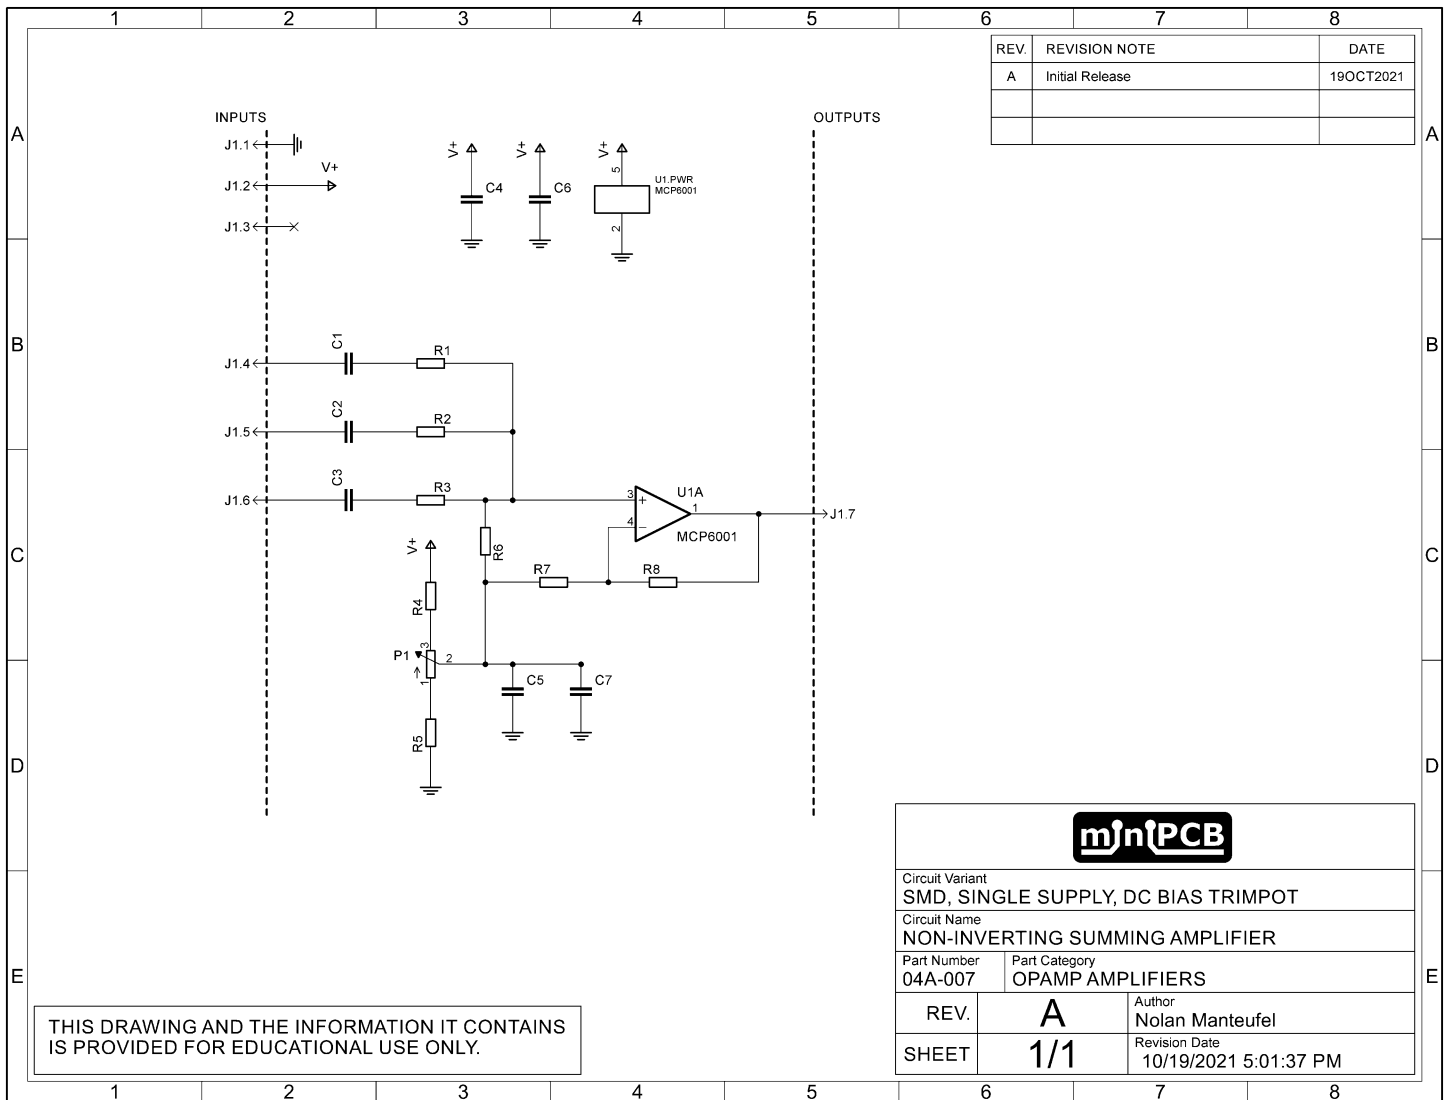 1 2 3 4 5 6 7 8
REV. REVISION NOTE DATE
A Initial Release 19OCT2021
INPUTS
OUTPUTS
A
A
J1.1
V+
J1.2
J1.3
V+
C4
V+
C6
V+
5
U1.PWR
MCP6001
2
B
B
C1
J1.4
R1
C2
J1.5
R2
C3
J1.6
R3
3
+
U1A
1
J1.7
4
−
MCP6001
C
C
V+
R6
R7
R8
R4
P1
3
2
1
C5
C7
R5
D
D
miniPCB
Circuit Variant
SMD, SINGLE SUPPLY, DC BIAS TRIMPOT
Circuit Name
NON-INVERTING SUMMING AMPLIFIER
Part Number Part Category
04A-007 OPAMP AMPLIFIERS
E
E
REV. A
Author
Nolan Manteufel
SHEET 1/1
Revision Date
10/19/2021 5:01:37 PM
THIS DRAWING AND THE INFORMATION IT CONTAINS
IS PROVIDED FOR EDUCATIONAL USE ONLY.
1 2 3 4 5 6 7 8